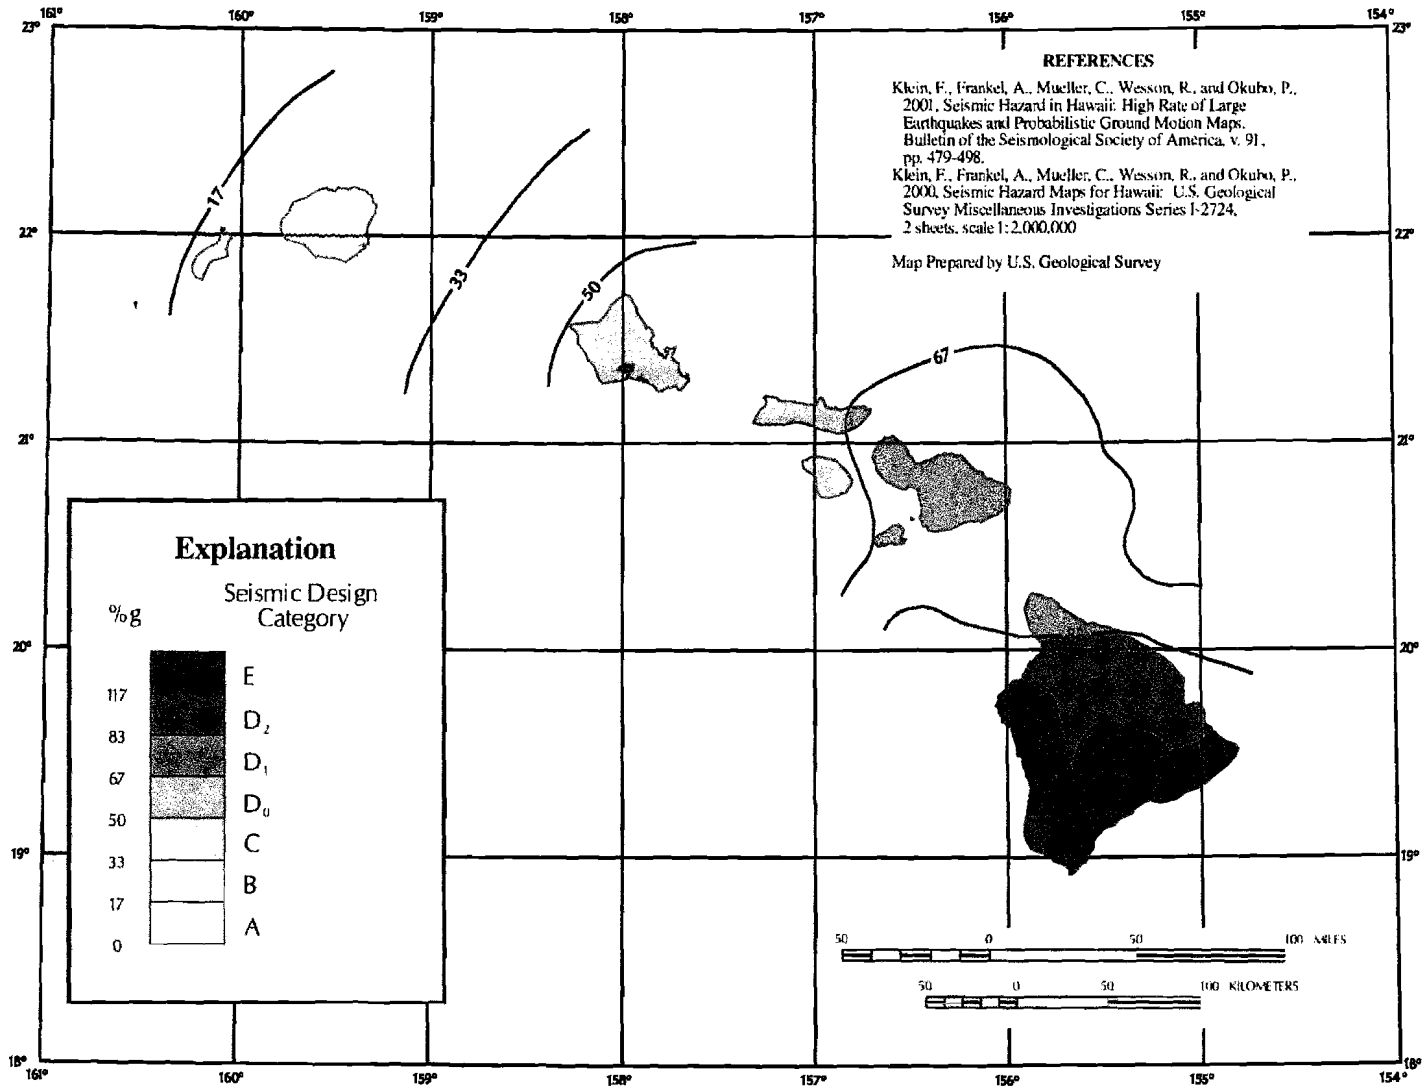 161° 160° 159° 158° 157° 156° 155° 154°
23° 23°
REFERENCES
Klein, F., Frankel, A., Mueller, C., Wesson, R., and Okubo, P.,
2001, Seismic Hazard in Hawaii: High Rate of Large
Earthquakes and Probabilistic Ground Motion Maps.
Bulletin of the Seismological Society of America, v. 91,
pp. 479-498.
Klein, F., Frankel, A., Mueller, C., Wesson, R., and Okubo, P.,
2000, Seismic Hazard Maps for Hawaii: U.S. Geological
Survey Miscellaneous Investigations Series I-2724,
2 sheets, scale 1:2,000,000
Map Prepared by U.S. Geological Survey
17
22° 22°
33
50
67
21° 21°
Explanation
%g
Seismic Design
Category
20° 20°
E
117
D2
83
D1
67
D0
50
C
33
B
17
A
0
19° 19°
50 0 50 100 MILES
50 0 50 100 KILOMETERS
18° 18°
161° 160° 159° 158° 157° 156° 155° 154°